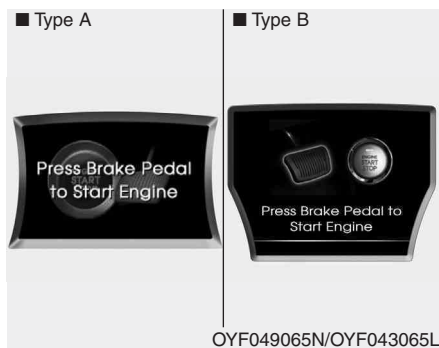 ■ Type A
■ Type B
Press Brake Pedal
to Start Engine
START
ENGINE
START
STOP
Press Brake Pedal to
Start Engine
OYF049065N/OYF043065L